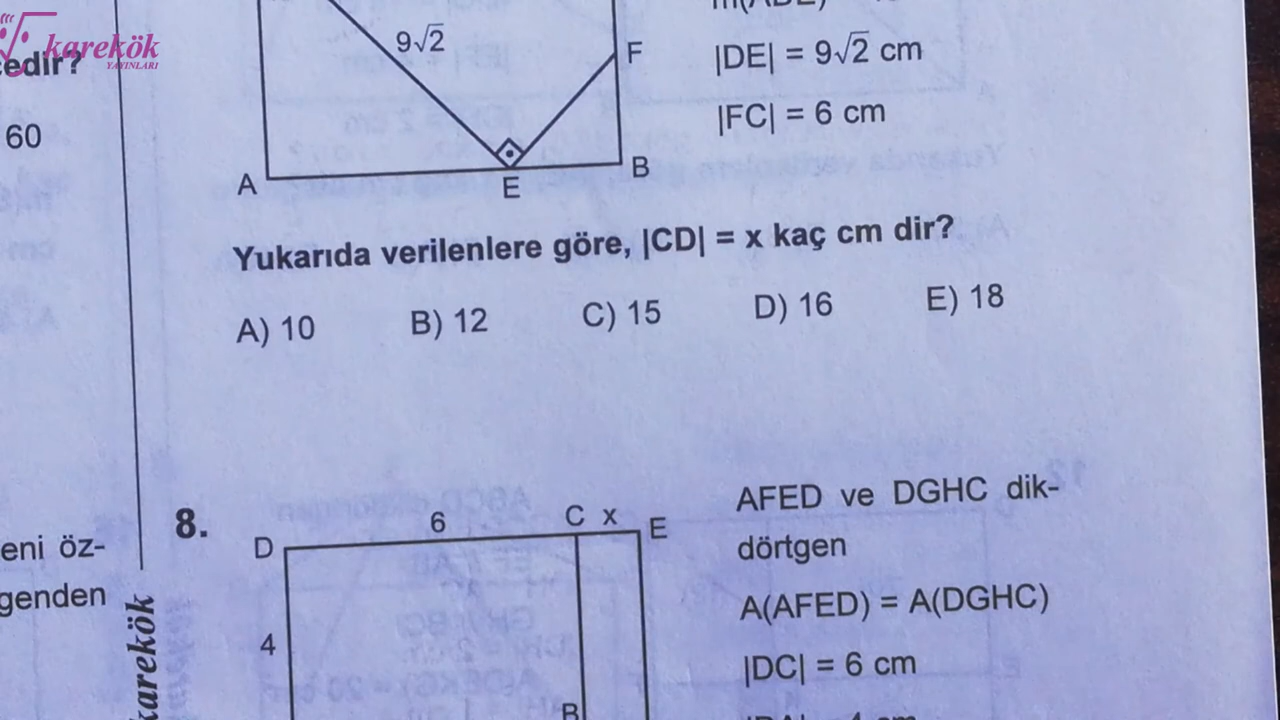 karekök
YAYINLARI
edir?
60
9√2
F
A
E
B
|DE| = 9√2 cm
|FC| = 6 cm
Yukarıda verilenlere göre, |CD| = x kaç cm dir?
A) 10 B) 12 C) 15 D) 16 E) 18
eni öz-
genden
karekök
8.
D 6 C x E
4
B
AFED ve DGHC dik-
dörtgen
A(AFED) = A(DGHC)
|DC| = 6 cm